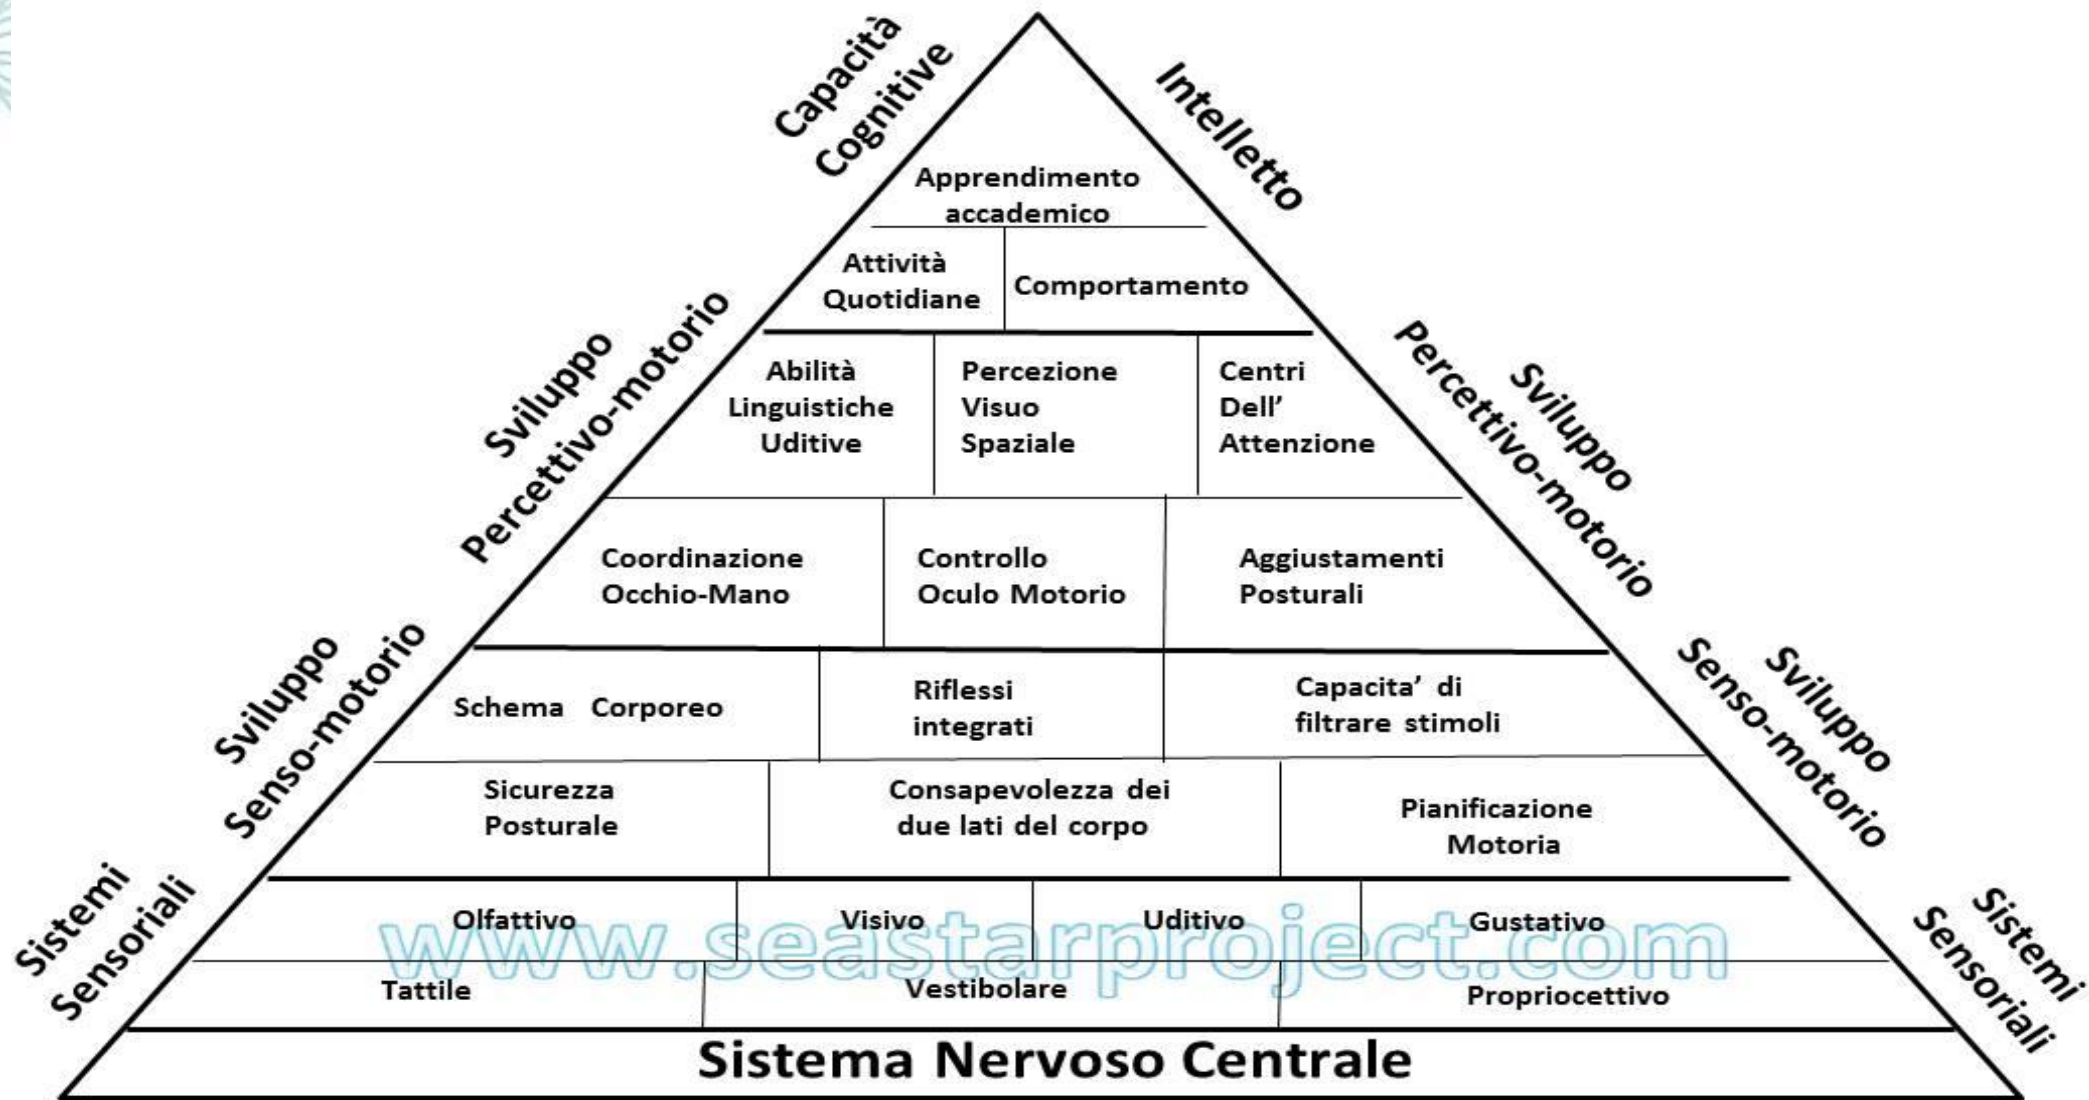 Capacità
Cognitive
Intelletto
Apprendimento
accademico
Attività
Quotidiane
Comportamento
Sviluppo
Percettivo-motorio
Sviluppo
Percettivo-motorio
Abilità
Linguistiche
Uditive
Percezione
Visuo
Spaziale
Centri
Dell’
Attenzione
Coordinazione
Occhio-Mano
Controllo
Oculo Motorio
Aggiustamenti
Posturali
Sviluppo
Senso-motorio
Sviluppo
Senso-motorio
Schema Corporeo
Riflessi
integrati
Capacita’ di
filtrare stimoli
Sicurezza
Posturale
Consapevolezza dei
due lati del corpo
Pianificazione
Motoria
Sistemi
Sensoriali
Sistemi
Sensoriali
Olfattivo
Visivo
Uditivo
Gustativo
www.seastarproject.com
Tattile
Vestibolare
Propriocettivo
Sistema Nervoso Centrale